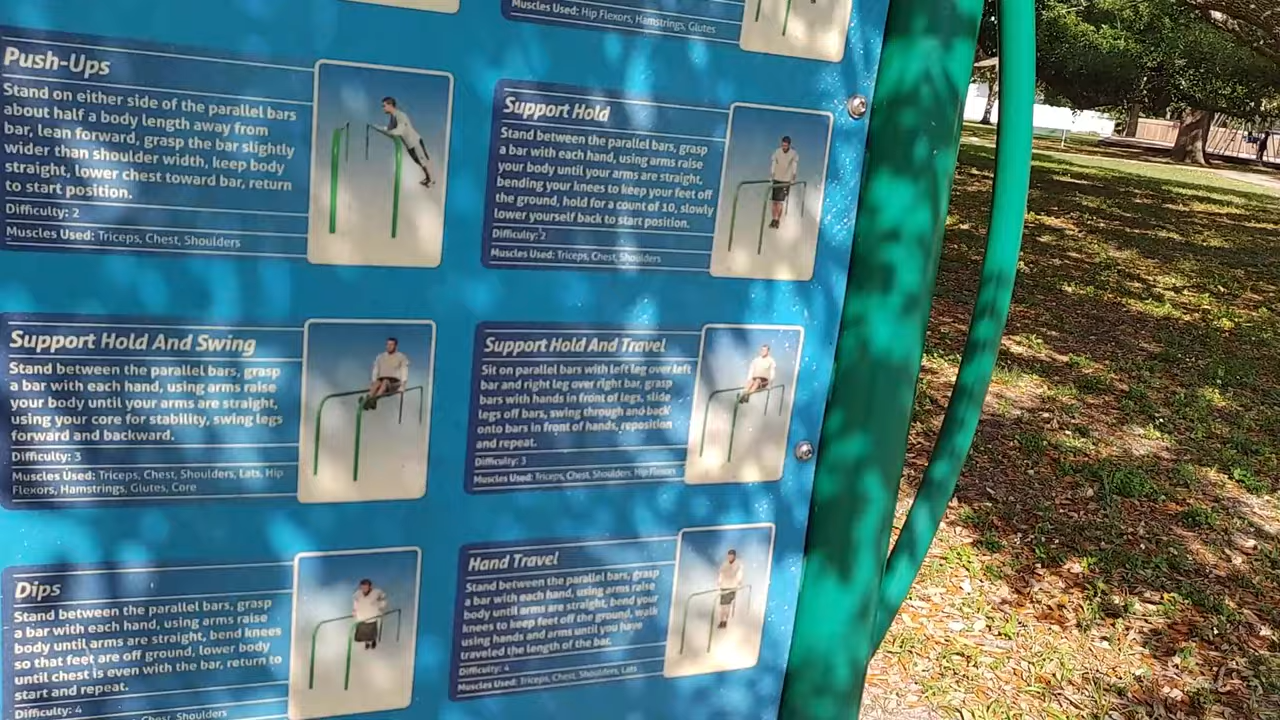 Muscles Used: Hip Flexors, Hamstrings, Glutes
Push-Ups
Stand on either side of the parallel bars
about half a body length away from
bar, lean forward, grasp the bar slightly
wider than shoulder width, keep body
straight, lower chest toward bar, return
to start position.
Difficulty: 2
Muscles Used: Triceps, Chest, Shoulders
Support Hold
Stand between the parallel bars, grasp
a bar with each hand, using arms raise
your body until your arms are straight,
bending your knees to keep your feet off
the ground, hold for a count of 10, slowly
lower yourself back to start position.
Difficulty: 2
Muscles Used: Triceps, Chest, Shoulders
Support Hold And Swing
Stand between the parallel bars, grasp
a bar with each hand, using arms raise
your body until your arms are straight,
using your core for stability, swing legs
forward and backward.
Difficulty: 3
Muscles Used: Triceps, Chest, Shoulders, Lats, Hip
Flexors, Hamstrings, Glutes, Core
Support Hold And Travel
Sit on parallel bars with left leg over left
bar and right leg over right bar, grasp
bars with hands in front of legs, slide
legs off bars, swing through and back
onto bars in front of hands, reposition
and repeat.
Difficulty: 3
Muscles Used: Triceps, Chest, Shoulders, Hip Flexors
Dips
Stand between the parallel bars, grasp
a bar with each hand, using arms raise
body until arms are straight, bend knees
so that feet are off ground, lower body
until chest is even with the bar, return to
start and repeat.
Difficulty: 4
Chest, Shoulders
Hand Travel
Stand between the parallel bars, grasp
a bar with each hand, using arms raise
body until arms are straight, bend your
knees to keep feet off the ground, walk
using hands and arms until you have
traveled the length of the bar.
Difficulty: 4
Muscles Used: Triceps, Chest, Shoulders, Lats